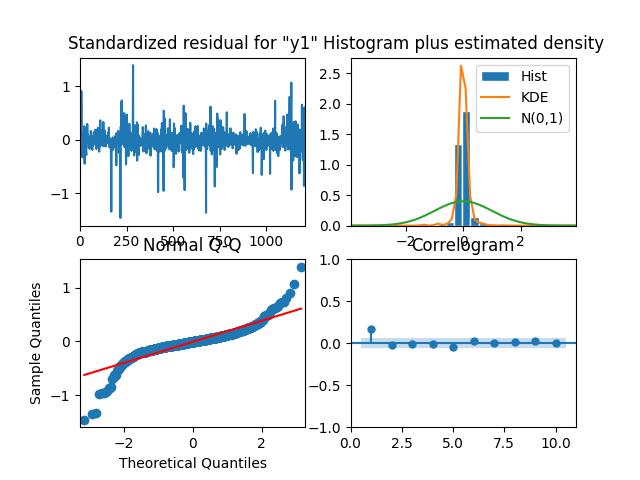 Standardized residual for "y1" Histogram plus estimated density
1
0
−1
0 250 500 750 1000
2.5
2.0
1.5
1.0
0.5
0.0
−2 0 2
Hist
KDE
N(0,1)
Normal Q-Q
Correlogram
Sample Quantiles
1
0
−1
−2 0 2
Theoretical Quantiles
1.0
0.5
0.0
−0.5
−1.0
0.0 2.5 5.0 7.5 10.0